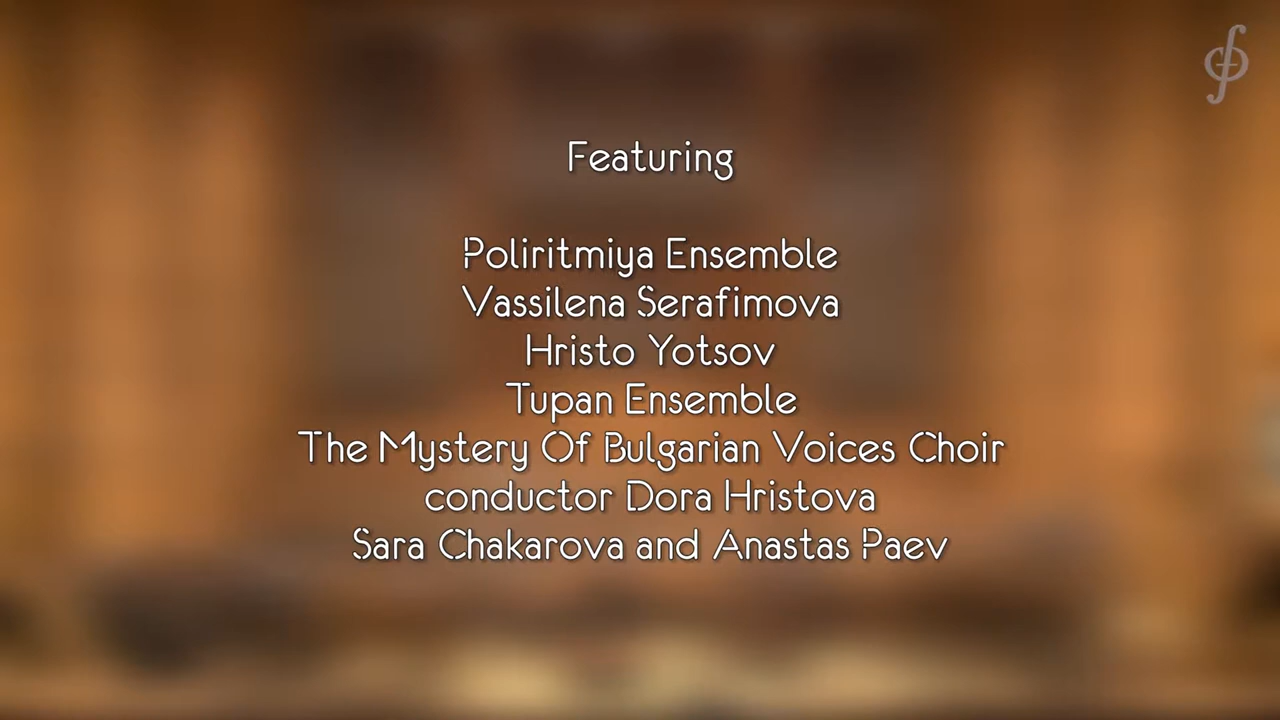 Featuring
Poliritmiya Ensemble
Vassilena Serafimova
Hristo Yotsov
Tupan Ensemble
The Mystery Of Bulgarian Voices Choir
conductor Dora Hristova
Sara Chakarova and Anastas Paev